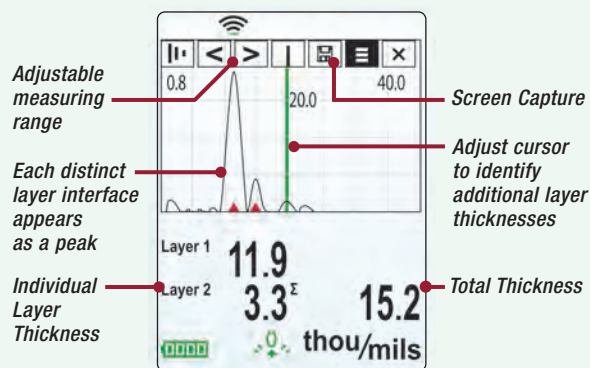 < > | ×
0.8 20.0 40.0
Adjustable
measuring
range
Screen Capture
Each distinct
layer interface
appears
as a peak
Adjust cursor
to identify
additional layer
thicknesses
Individual
Layer
Thickness
Layer 1 11.9
Layer 2 3.3 Σ 15.2
Total Thickness
thou/mils